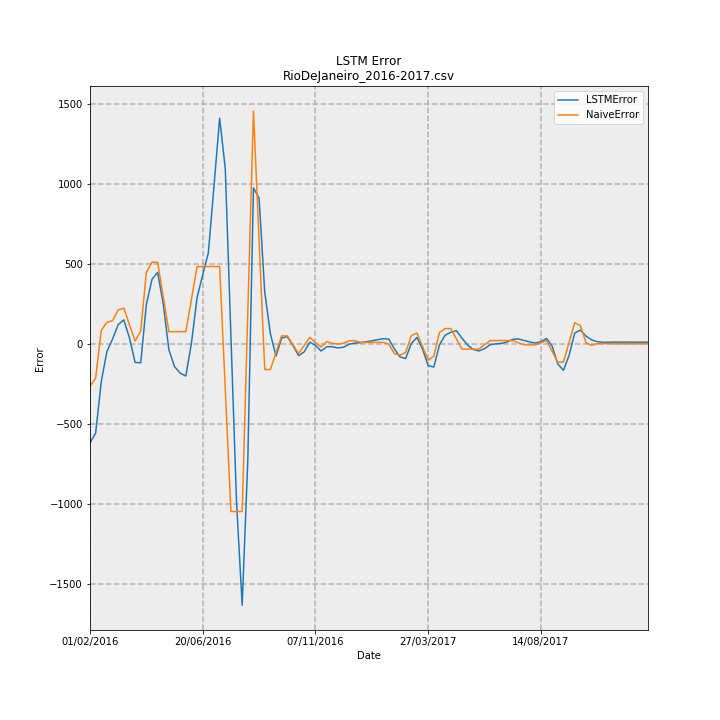 LSTM Error
RioDeJaneiro_2016-2017.csv
LSTMError
NaiveError
1500
1000
500
0
−500
−1000
−1500
Error
01/02/2016 20/06/2016 07/11/2016 27/03/2017 14/08/2017
Date